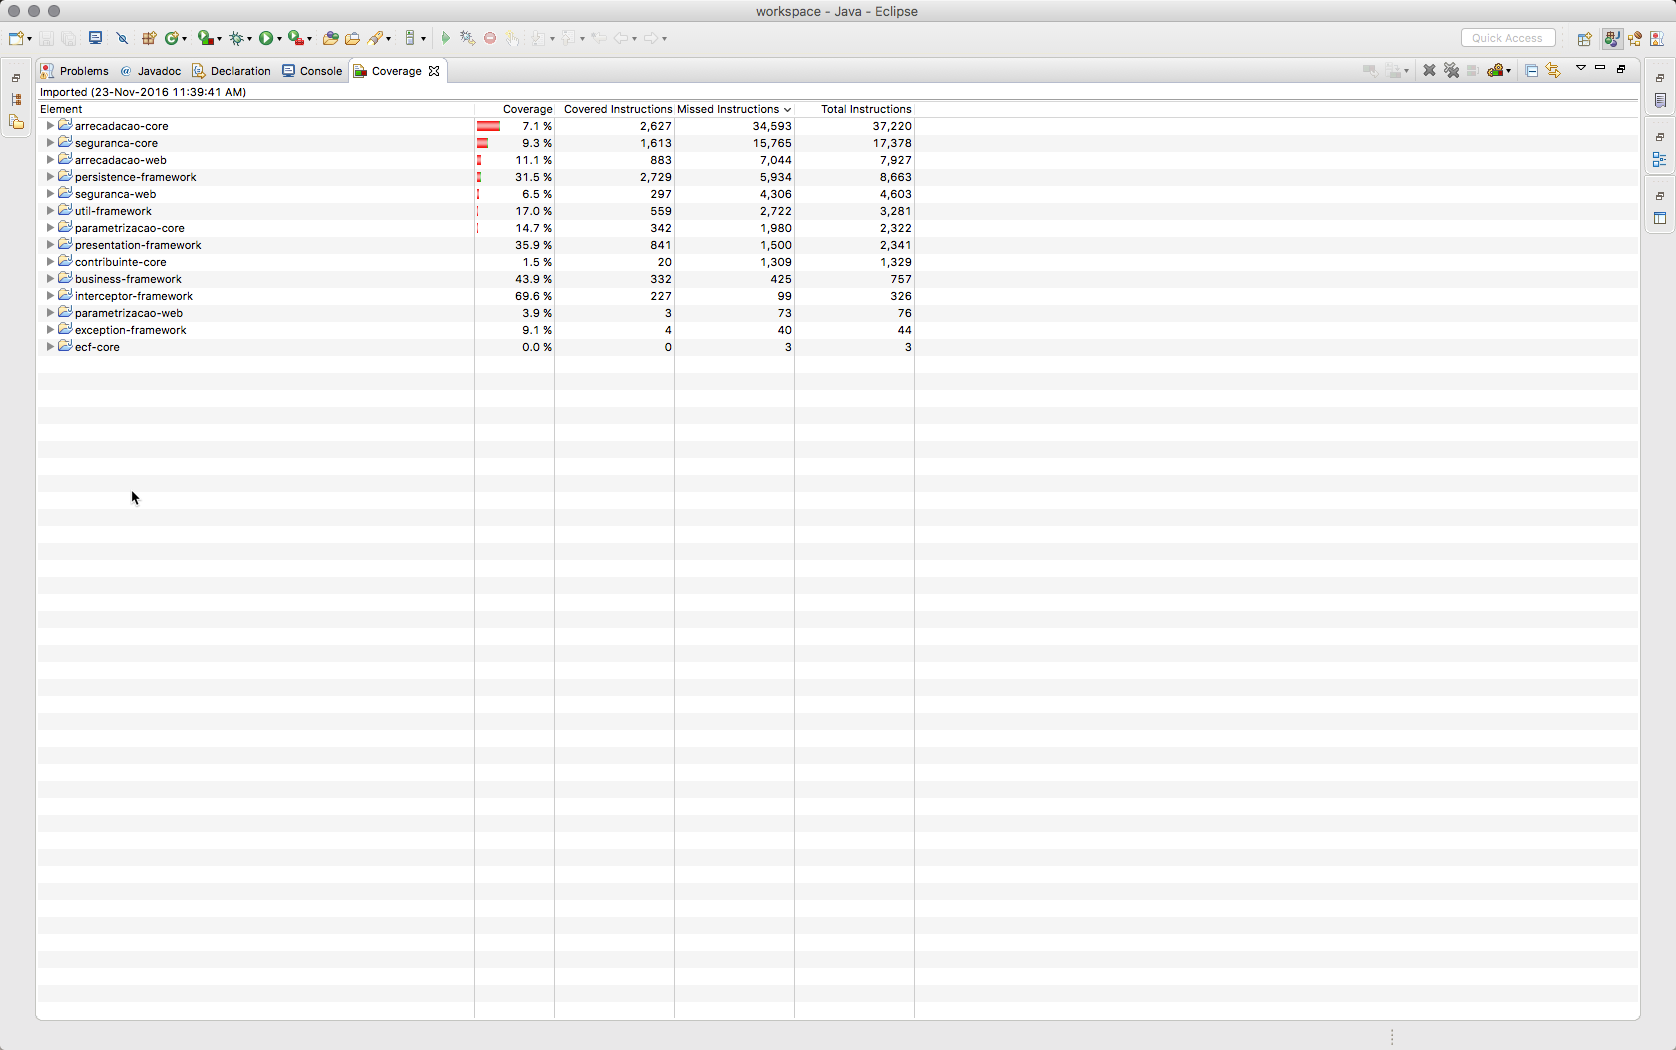 workspace - Java - Eclipse
Quick Access
Problems @ Javadoc Declaration Console Coverage
Imported (23-Nov-2016 11:39:41 AM)
Element Coverage Covered Instructions Missed Instructions Total Instructions
arrecadacao-core 7.1 % 2,627 34,593 37,220
seguranca-core 9.3 % 1,613 15,765 17,378
arrecadacao-web 11.1 % 883 7,044 7,927
persistence-framework 31.5 % 2,729 5,934 8,663
seguranca-web 6.5 % 297 4,306 4,603
util-framework 17.0 % 559 2,722 3,281
parametrizacao-core 14.7 % 342 1,980 2,322
presentation-framework 35.9 % 841 1,500 2,341
contribuinte-core 1.5 % 20 1,309 1,329
business-framework 43.9 % 332 425 757
interceptor-framework 69.6 % 227 99 326
parametrizacao-web 3.9 % 3 73 76
exception-framework 9.1 % 4 40 44
ecf-core 0.0 % 0 3 3